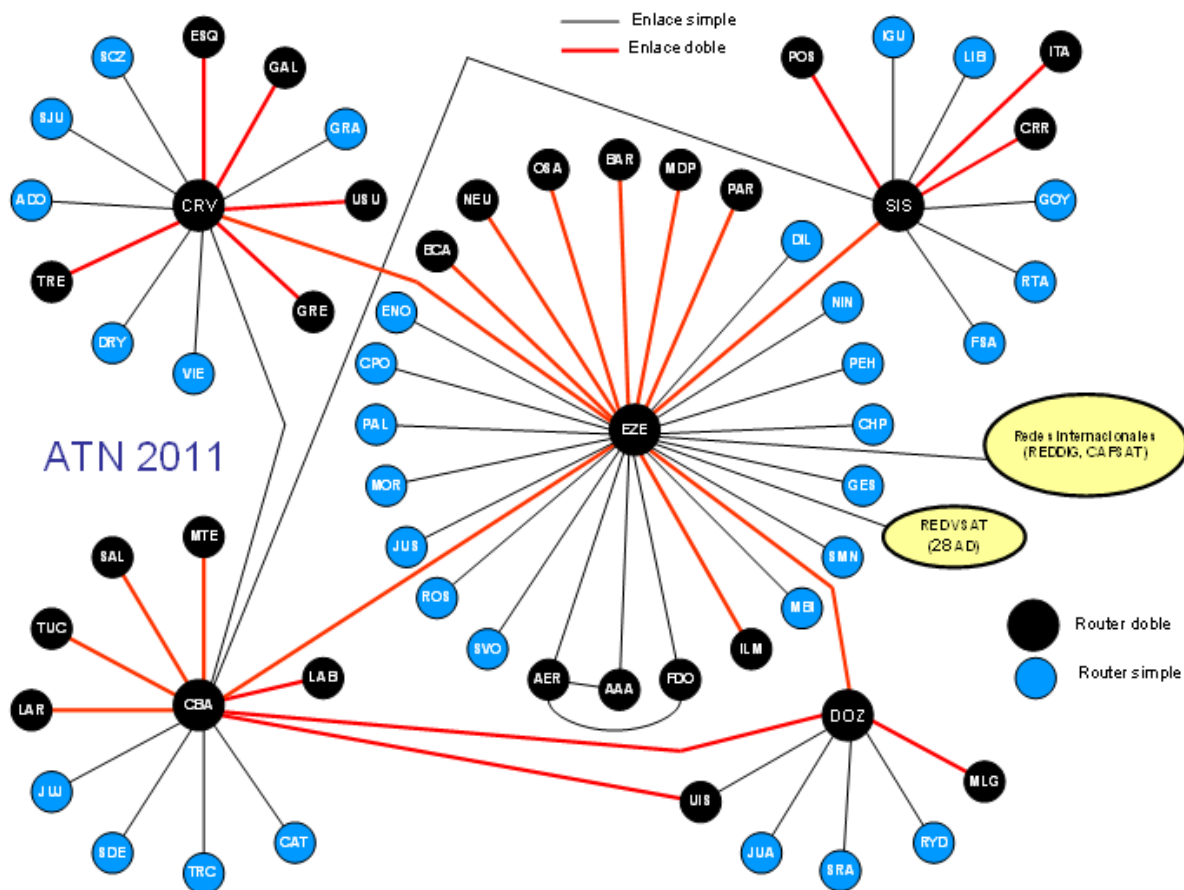 Enlace simple
Enlace doble
ESQ
SCZ
GAL
SJU
GRA
ADO
CRV
USU
TRE
GRE
DRY
VIE
IGU
POS
LIB
ITA
CRR
SIS
GOY
RTA
FSA
BAR
OSA
MDP
NEU
PAR
DIL
ENO
NIN
CPO
PEH
PAL
EZE
CHP
MOR
GES
JUS
SMN
ROS
MBI
SVO
ILM
AER
AAA
FDO
Redes Internacionales
(REDDIG, CAFSAT)
REDVSAT
(28 AD)
ATN 2011
MTE
SAL
TUC
LAB
LAR
CBA
SDE
TRC
CAT
DOZ
UIS
MLG
JUA
SRA
RYD
Router doble
Router simple